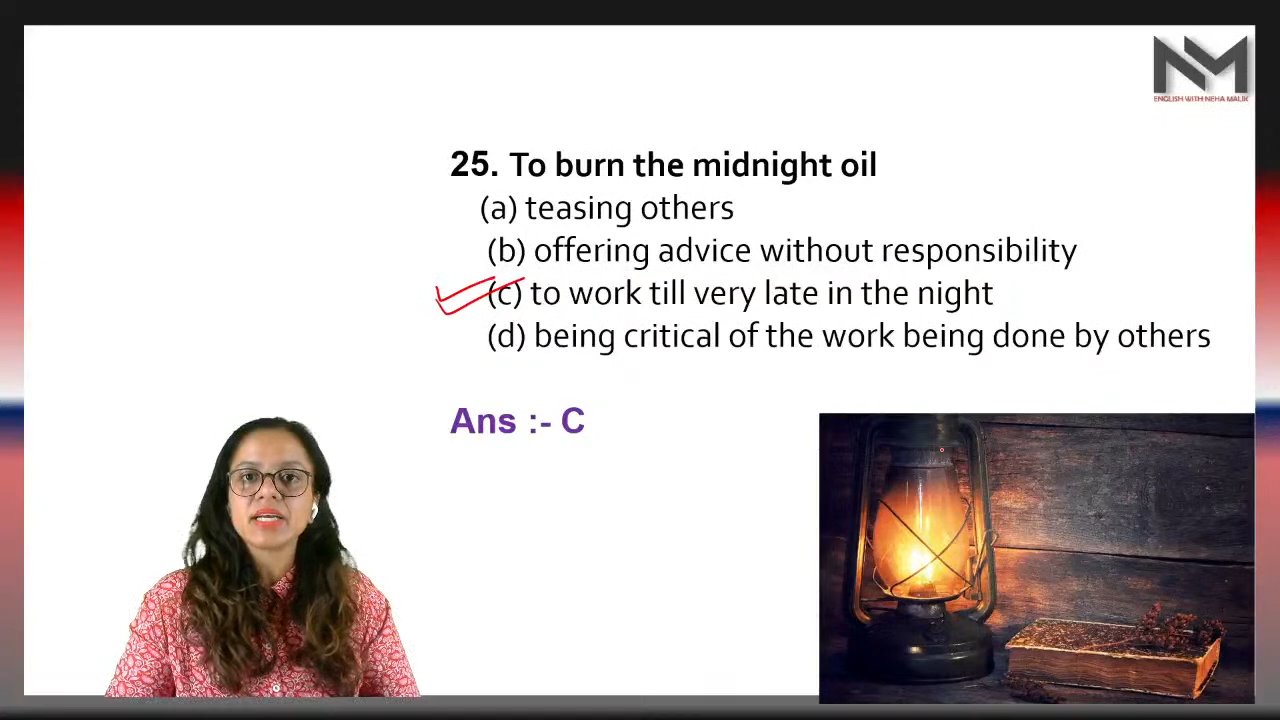 NM
ENGLISH WITH NEHA MALIK
25. To burn the midnight oil
(a) teasing others
(b) offering advice without responsibility
(c) to work till very late in the night
(d) being critical of the work being done by others
Ans :- C